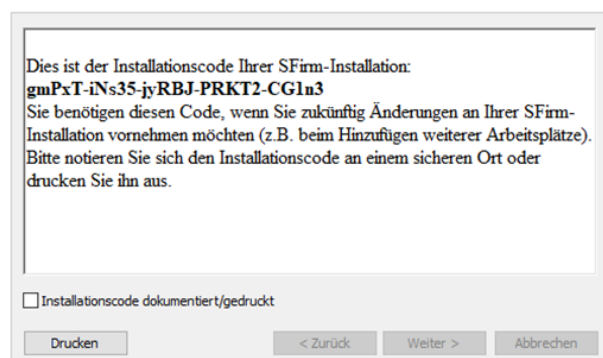 Dies ist der Installationscode Ihrer SFirm-Installation:
gmPxT-iNs35-jyRBJ-PRKT2-CG1n3
Sie benötigen diesen Code, wenn Sie zukünftig Änderungen an Ihrer SFirm-
Installation vornehmen möchten (z.B. beim Hinzufügen weiterer Arbeitsplätze).
Bitte notieren Sie sich den Installationscode an einem sicheren Ort oder
drucken Sie ihn aus.
Installationscode dokumentiert/gedruckt
Drucken
< Zurück
Weiter >
Abbrechen